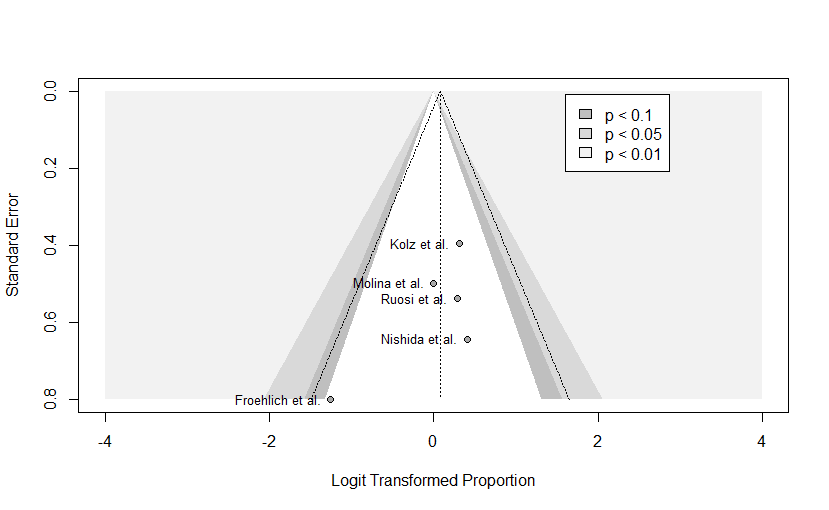 p < 0.1
p < 0.05
p < 0.01
0.0
0.2
0.4
0.6
0.8
Standard Error
Kolz et al.
Molina et al.
Ruosi et al.
Nishida et al.
Froehlich et al.
-4
-2
0
2
4
Logit Transformed Proportion